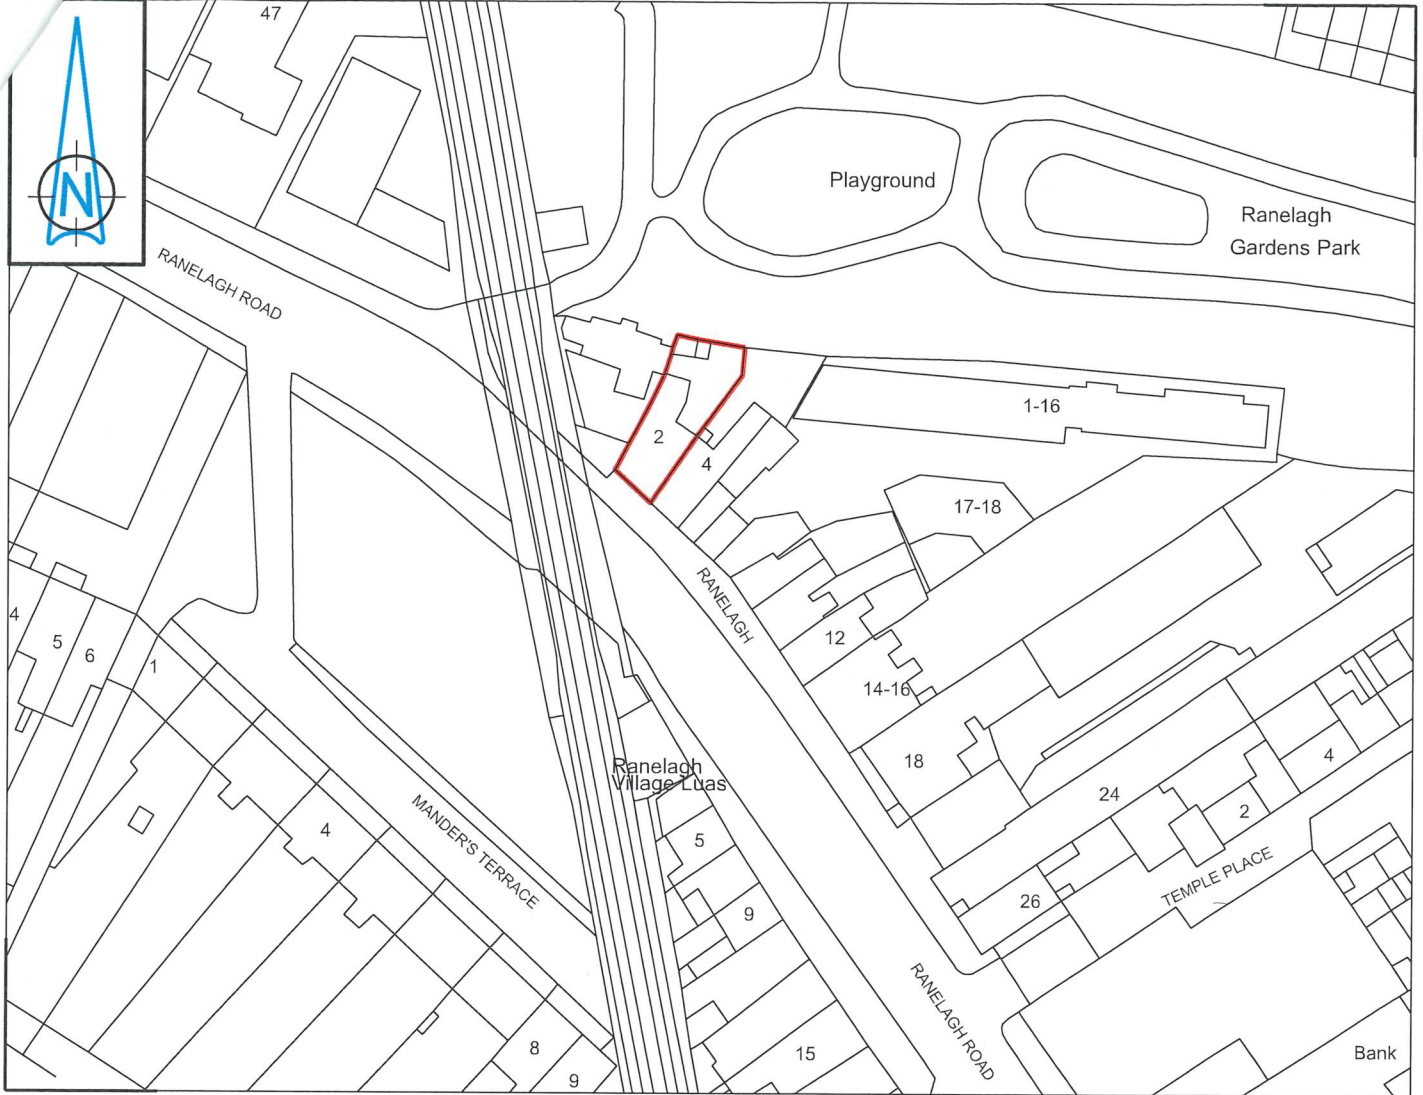 47
N
Playground
Ranelagh
Gardens Park
RANELAGH ROAD
1-16
2
4
17-18
RANELAGH
12
14-16
4
5
6
1
18
Ranelagh
Village Luas
4
24
2
4
MANDER'S TERRACE
5
TEMPLE PLACE
26
9
RANELAGH ROAD
8
15
Bank
9